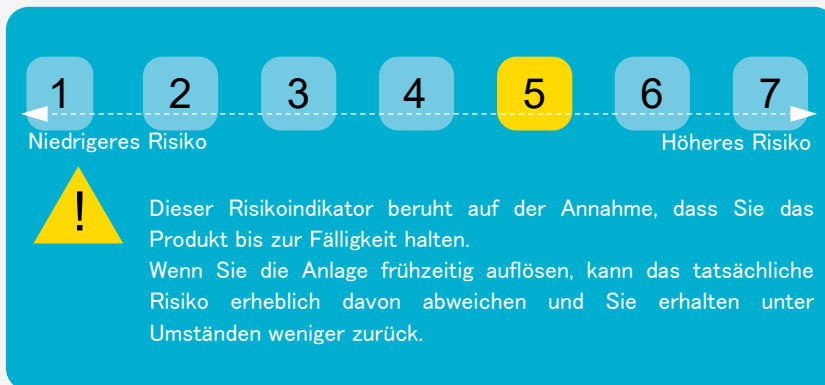 1 2 3 4 5 6 7
Niedrigeres Risiko Höheres Risiko
!
Dieser Risikoindikator beruht auf der Annahme, dass Sie das
Produkt bis zur Fälligkeit halten.
Wenn Sie die Anlage frühzeitig auflösen, kann das tatsächliche
Risiko erheblich davon abweichen und Sie erhalten unter
Umständen weniger zurück.